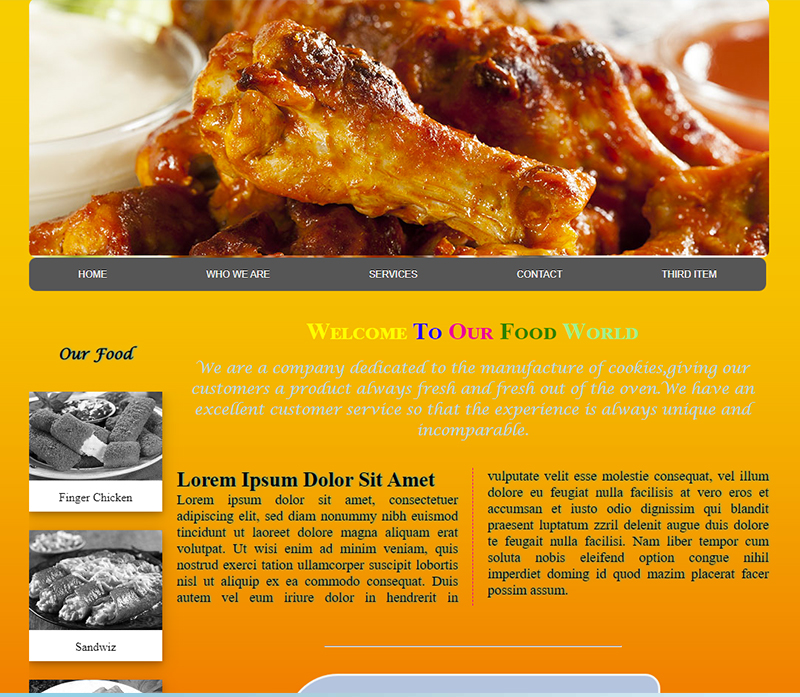 HOME WHO WE ARE SERVICES CONTACT THIRD ITEM
Our Food
Finger Chicken
Sandwiz
Welcome To Our Food World
We are a company dedicated to the manufacture of cookies,giving our
customers a product always fresh and fresh out of the oven.We have an
excellent customer service so that the experience is always unique and
incomparable.
Lorem Ipsum Dolor Sit Amet
Lorem ipsum dolor sit amet, consectetuer
adipiscing elit, sed diam nonummy nibh euismod
tincidunt ut laoreet dolore magna aliquam erat
volutpat. Ut wisi enim ad minim veniam, quis
nostrud exerci tation ullamcorper suscipit lobortis
nisl ut aliquip ex ea commodo consequat. Duis
autem vel eum iriure dolor in hendrerit in
vulputate velit esse molestie consequat, vel illum
dolore eu feugiat nulla facilisis at vero eros et
accumsan et iusto odio dignissim qui blandit
praesent luptatum zzril delenit augue duis dolore
te feugait nulla facilisi. Nam liber tempor cum
soluta nobis eleifend option congue nihil
imperdiet doming id quod mazim placerat facer
possim assum.